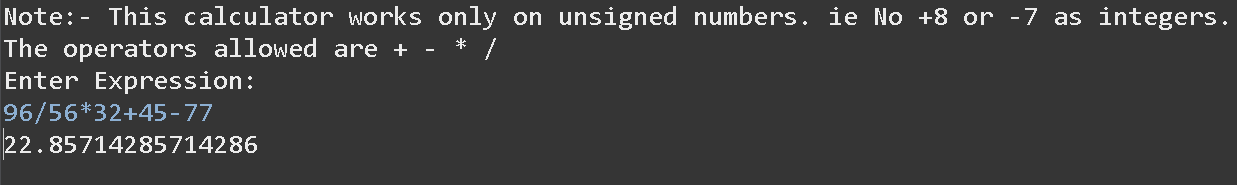 Note:- This calculator works only on unsigned numbers. ie No +8 or -7 as integers.
The operators allowed are + - * /
Enter Expression:
96/56*32+45-77
22.85714285714286